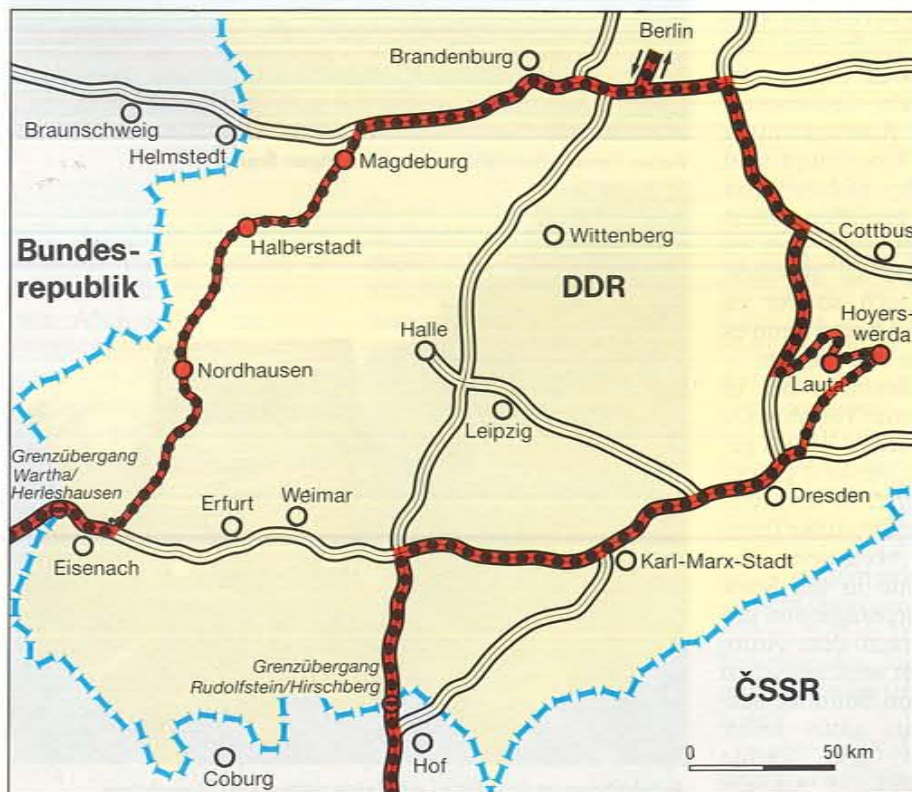 Berlin
Brandenburg
Braunschweig
Helmstedt
Magdeburg
Bundes-
republik
Halberstadt
Wittenberg
Cottbus
DDR
Hoyers-
werda
Halle
Nordhausen
Lauta
Leipzig
Grenzübergang
Wartha/
Herleshausen
Erfurt
Weimar
Dresden
Eisenach
Karl-Marx-Stadt
Grenzübergang
Rudolfstein/Hirschberg
ČSSR
Coburg
Hof
0 50 km